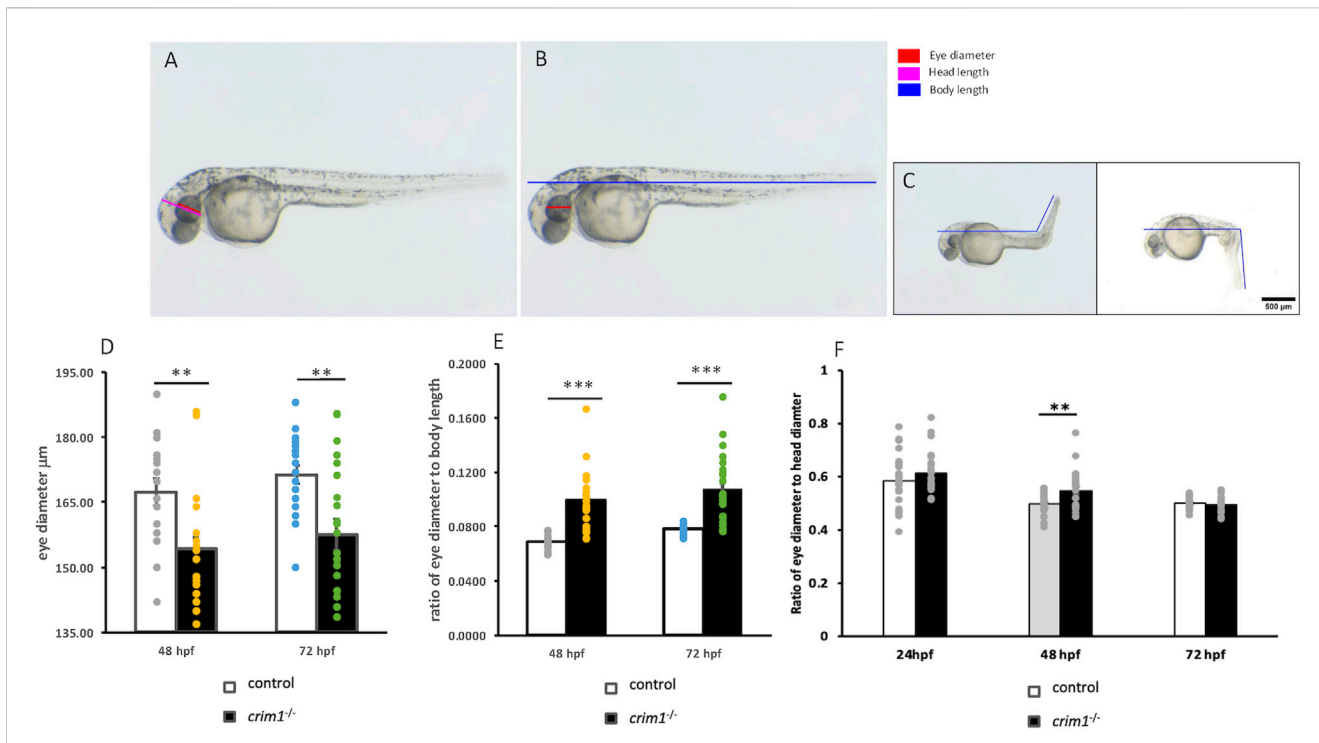 A
B
Eye diameter
Head length
Body length
C
500 µm
D
eye diameter µm
195.00
180.00
165.00
150.00
135.00
**
**
48 hpf
72 hpf
control
crim1-/-
E
ratio of eye diameter to body length
0.2000
0.1600
0.1200
0.0800
0.0400
0.0000
***
***
48 hpf
72 hpf
control
crim1-/-
F
Ratio of eye diameter to head diamter
1
0.8
0.6
0.4
0.2
0
**
24hpf
48hpf
72 hpf
control
crim1-/-